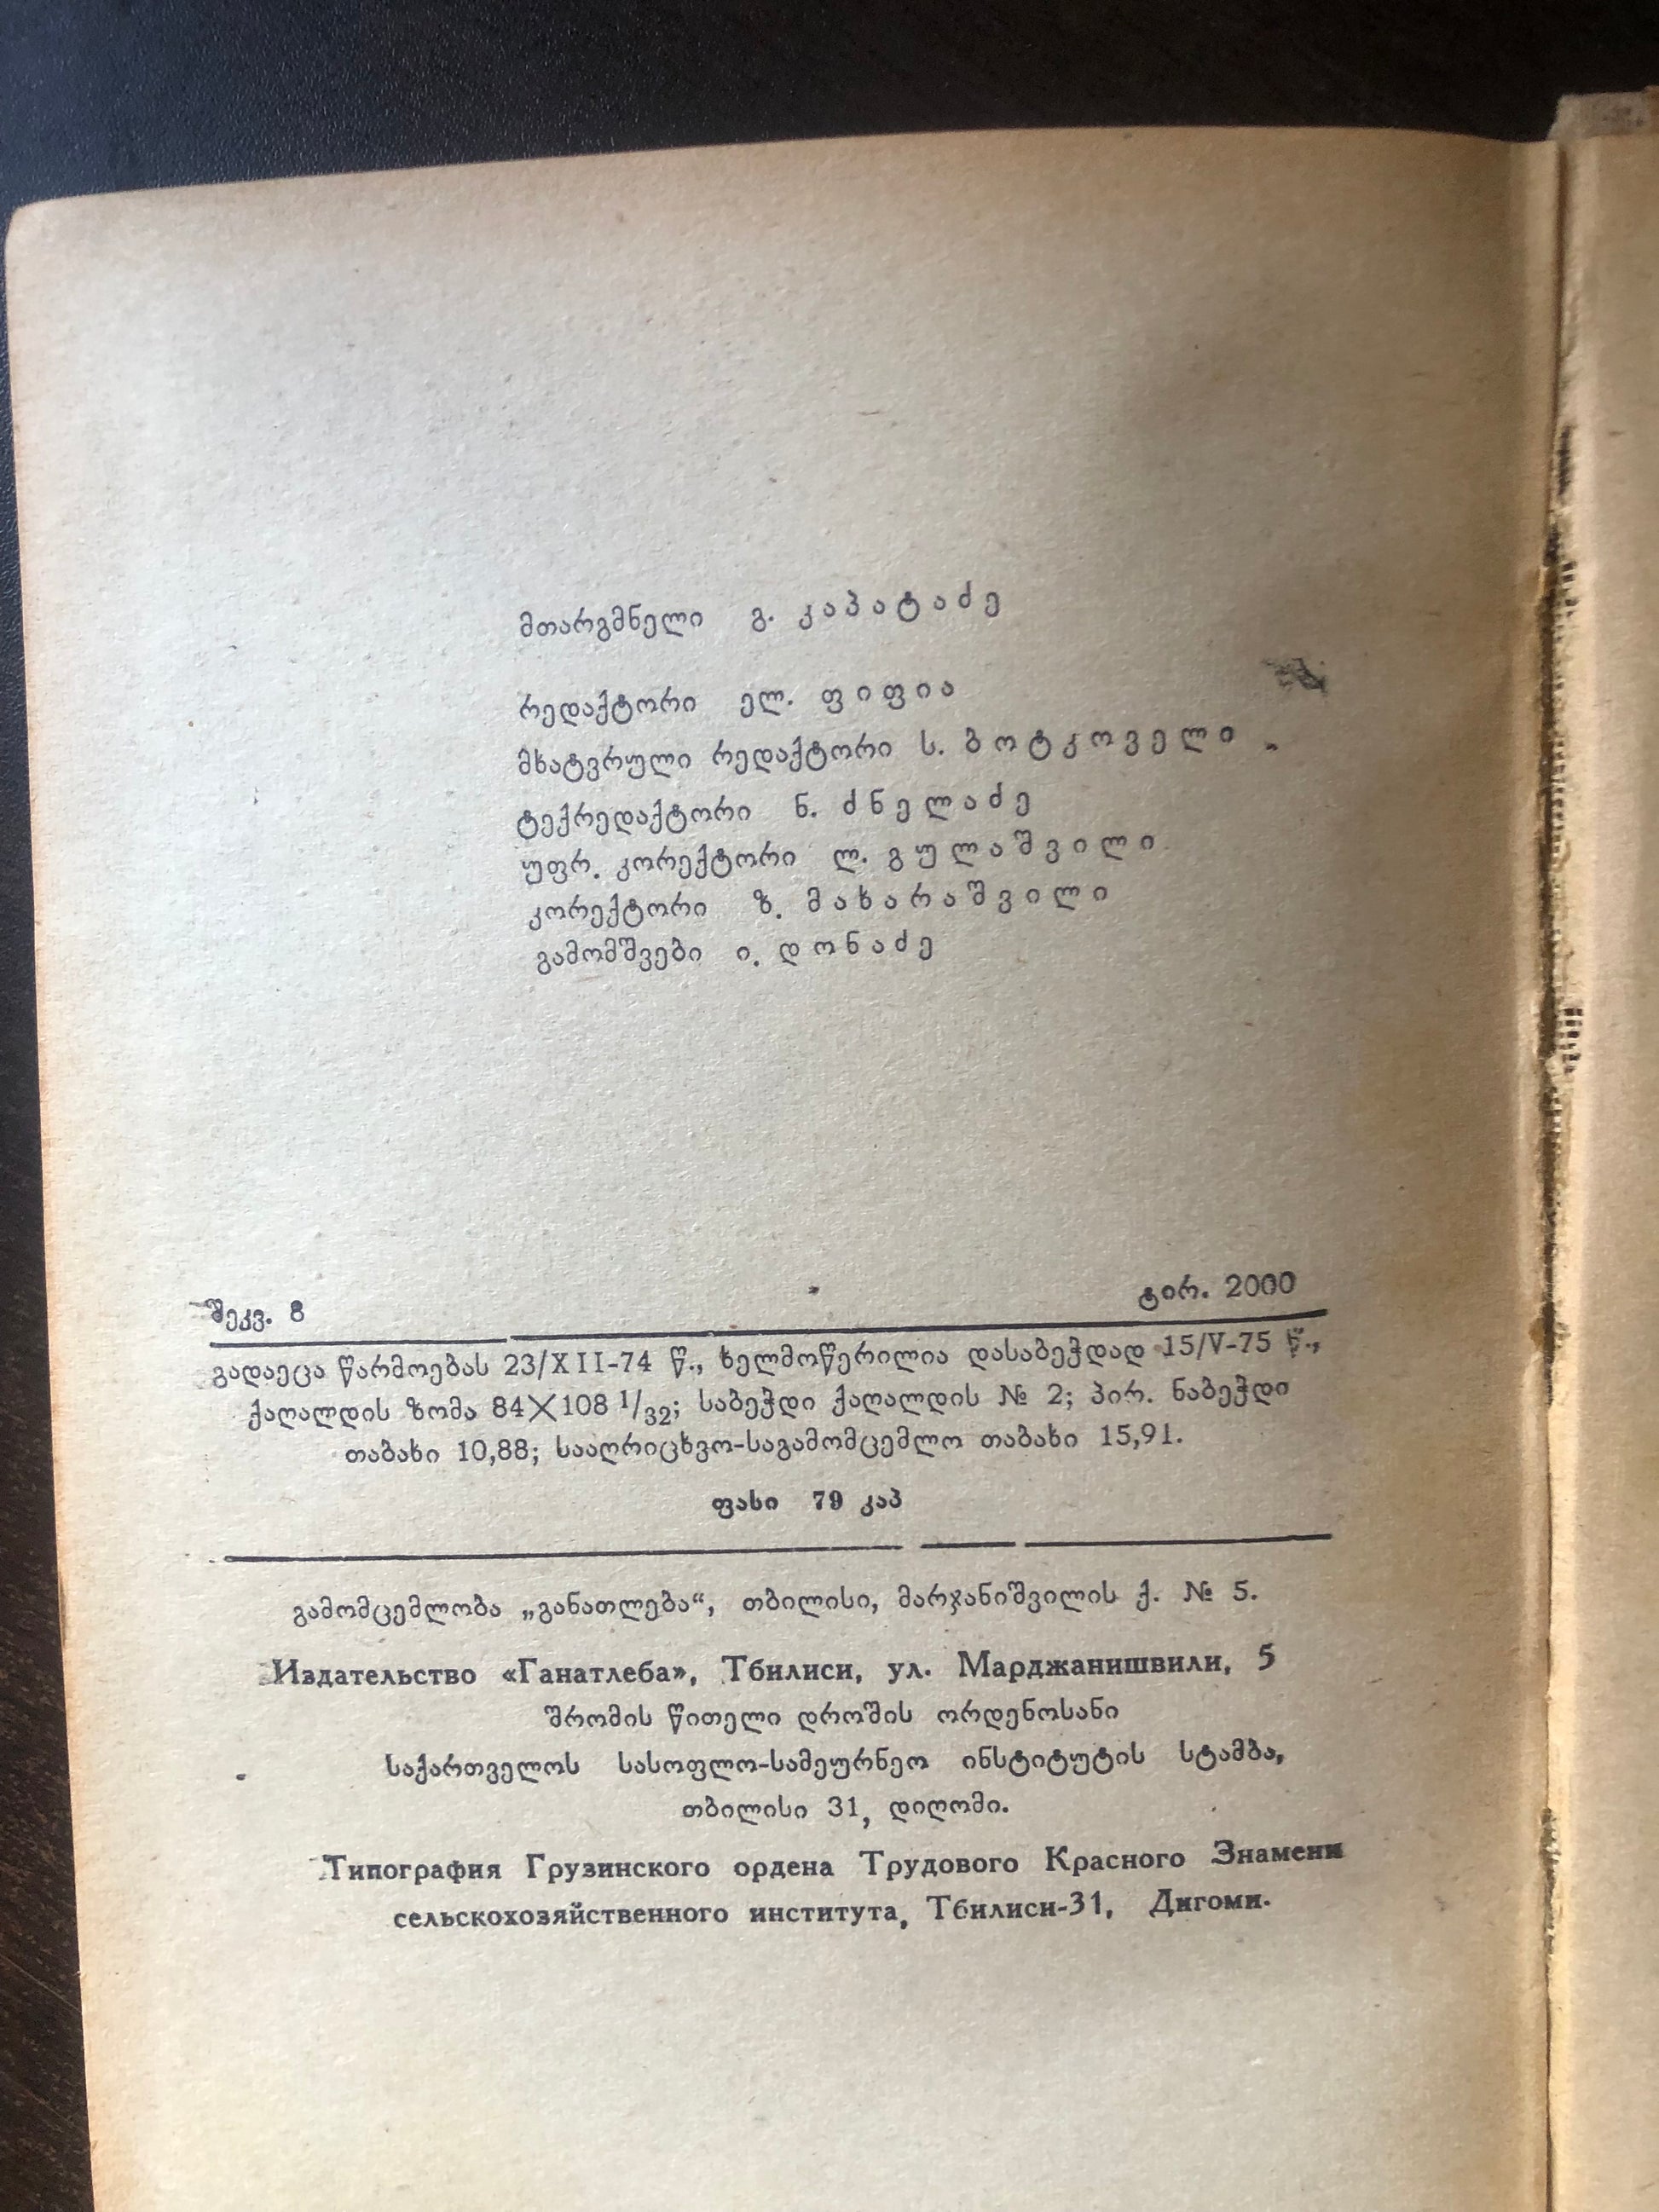 მთარგმნელი გ. კაპატაძე
რედაქტორი ელ. ფიფია
მხატვრული რედაქტორი ს. ბოტკოველი
ტექრედაქტორი ნ. ძნელაძე
უფრ. კორექტორი ლ. გულაშვილი
კორექტორი ზ. მახარაშვილი
გამომშვები ი. დონაძე
შეკვ. 8 ტირ. 2000
გადაეცა წარმოებას 23/XII-74 წ., ხელმოწერილია დასაბეჭდად 15/V-75 წ.,
ქაღალდის ზომა 84×108 1/32; საბეჭდი ქაღალდის № 2; პირ. ნაბეჭდი
თაბახი 10,88; სააღრიცხვო-საგამომცემლო თაბახი 15,91.
ფასი 79 კაპ
გამომცემლობა „განათლება“, თბილისი, მარჯანიშვილის ქ. № 5.
Издательство «Ганатлеба», Тбилиси, ул. Марджанишвили, 5
შრომის წითელი დროშის ორდენოსანი
საქართველოს სასოფლო-სამეურნეო ინსტიტუტის სტამბა,
თბილისი 31, დიღომი.
Типография Грузинского ордена Трудового Красного Знамени
сельскохозяйственного института, Тбилиси-31, Дигоми.